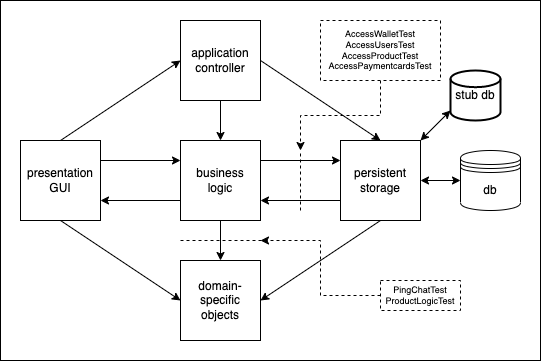 application
controller
AccessWalletTest
AccessUsersTest
AccessProductTest
AccessPaymentcardsTest
stub db
presentation
GUI
business
logic
persistent
storage
db
domain-
specific
objects
PingChatTest
ProductLogicTest